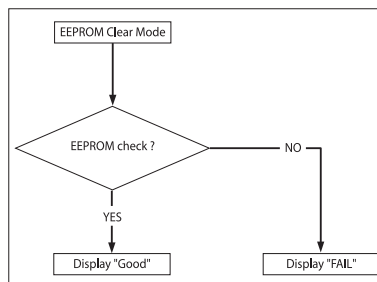 EEPROM Clear Mode
EEPROM check ?
NO
YES
Display "Good"
Display "FAIL"